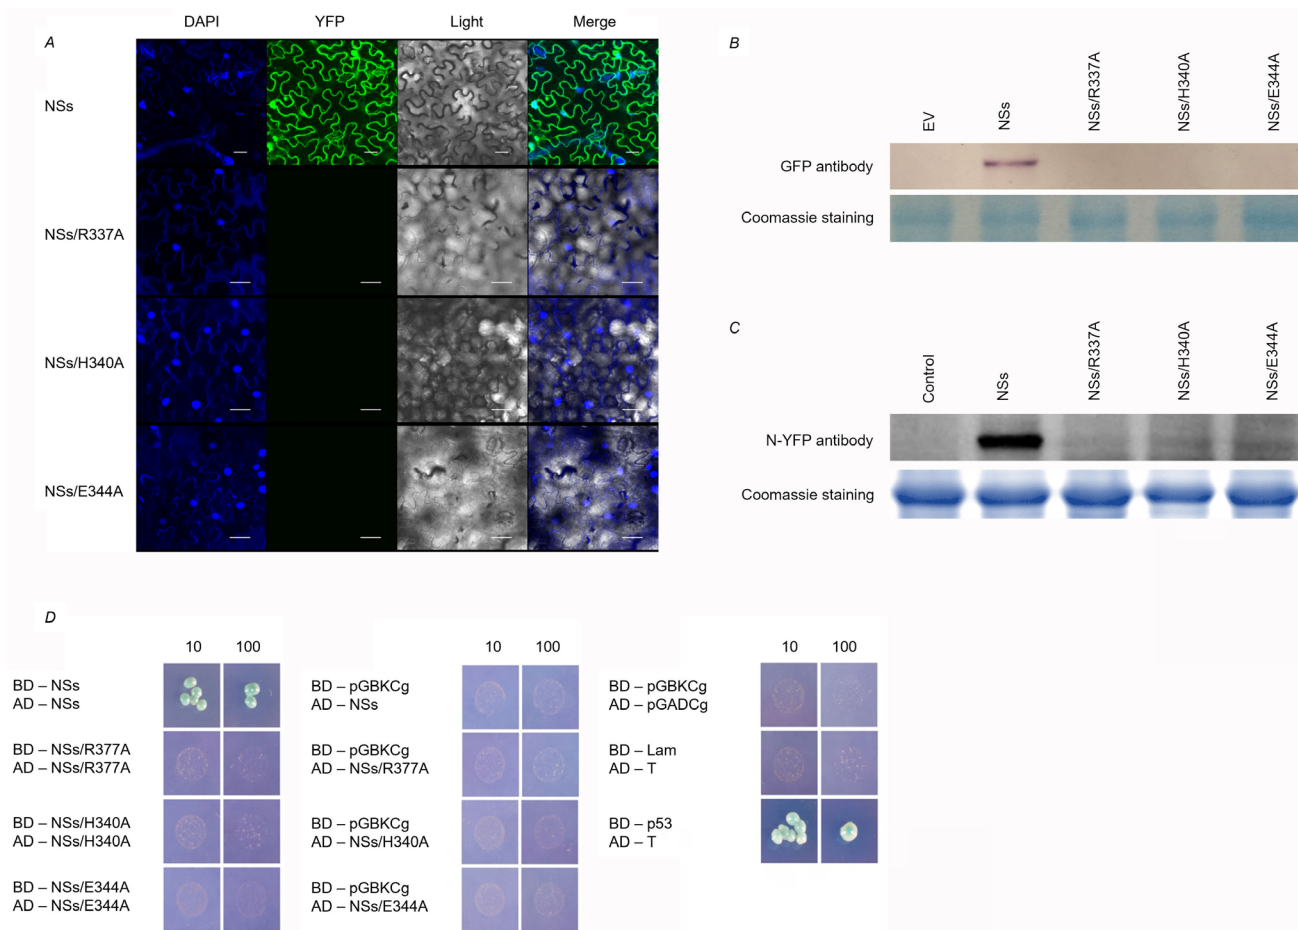 DAPI YFP Light Merge
A
NSs
NSs/R337A
NSs/H340A
NSs/E344A
B
EV NSs NSs/R337A NSs/H340A NSs/E344A
GFP antibody
Coomassie staining
C
Control NSs NSs/R337A NSs/H340A NSs/E344A
N-YFP antibody
Coomassie staining
D
10 100
BD – NSs
AD – NSs
BD – NSs/R377A
AD – NSs/R377A
BD – NSs/H340A
AD – NSs/H340A
BD – NSs/E344A
AD – NSs/E344A
10 100
BD – pGBKCg
AD – NSs
BD – pGBKCg
AD – NSs/R377A
BD – pGBKCg
AD – NSs/H340A
BD – pGBKCg
AD – NSs/E344A
10 100
BD – pGBKCg
AD – pGADCg
BD – Lam
AD – T
BD – p53
AD – T